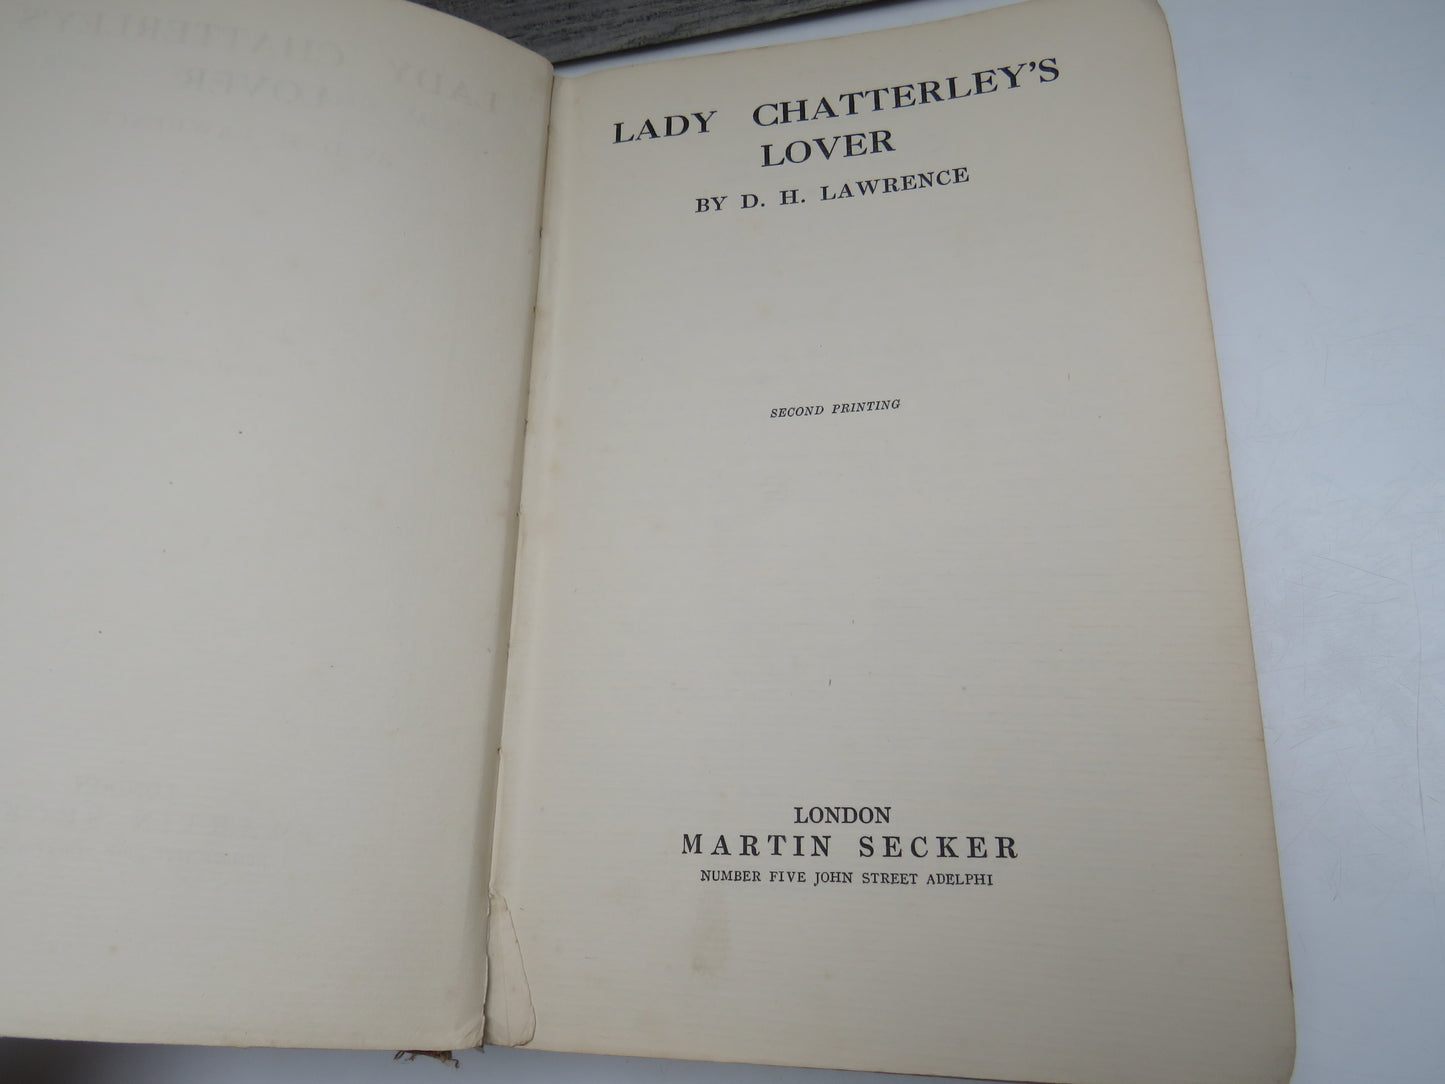 LADY CHATTERLEY'S
LOVER
BY D. H. LAWRENCE
SECOND PRINTING
LONDON
MARTIN SECKER
NUMBER FIVE JOHN STREET ADELPHI